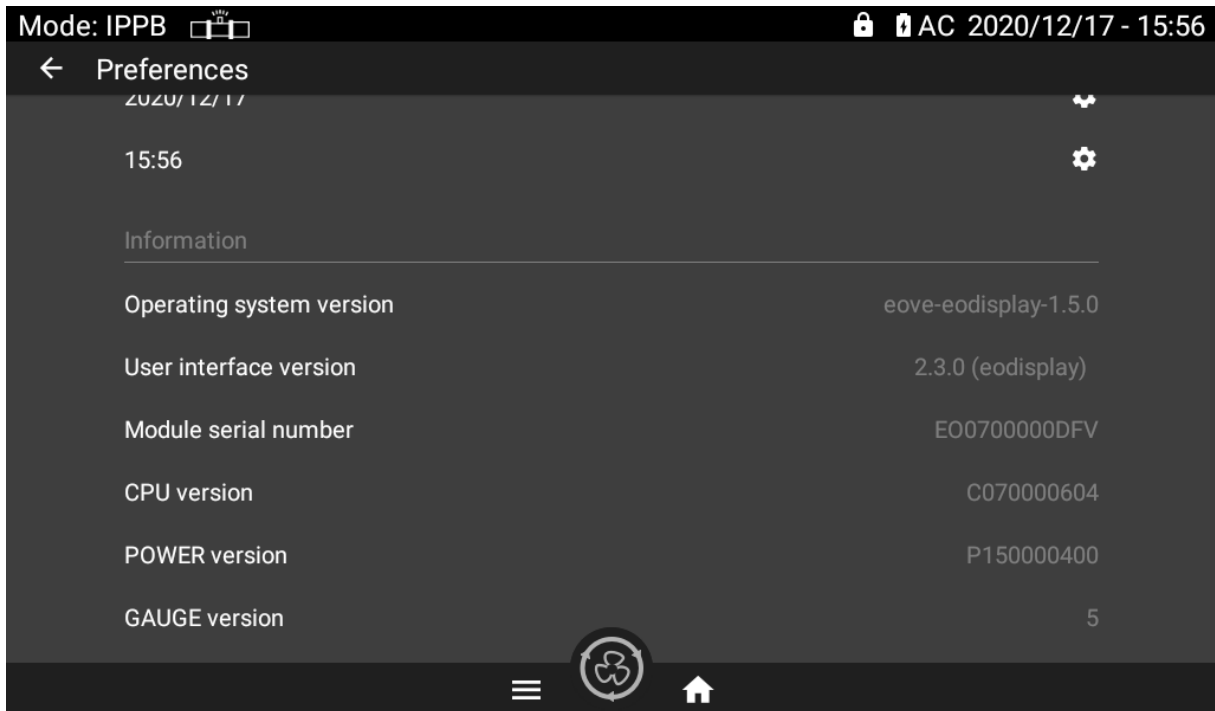 Mode: IPPB AC 2020/12/17 - 15:56
Preferences
2020/12/17
15:56
Information
Operating system version eove-eodisplay-1.5.0
User interface version 2.3.0 (eodisplay)
Module serial number EO0700000DFV
CPU version C070000604
POWER version P150000400
GAUGE version 5